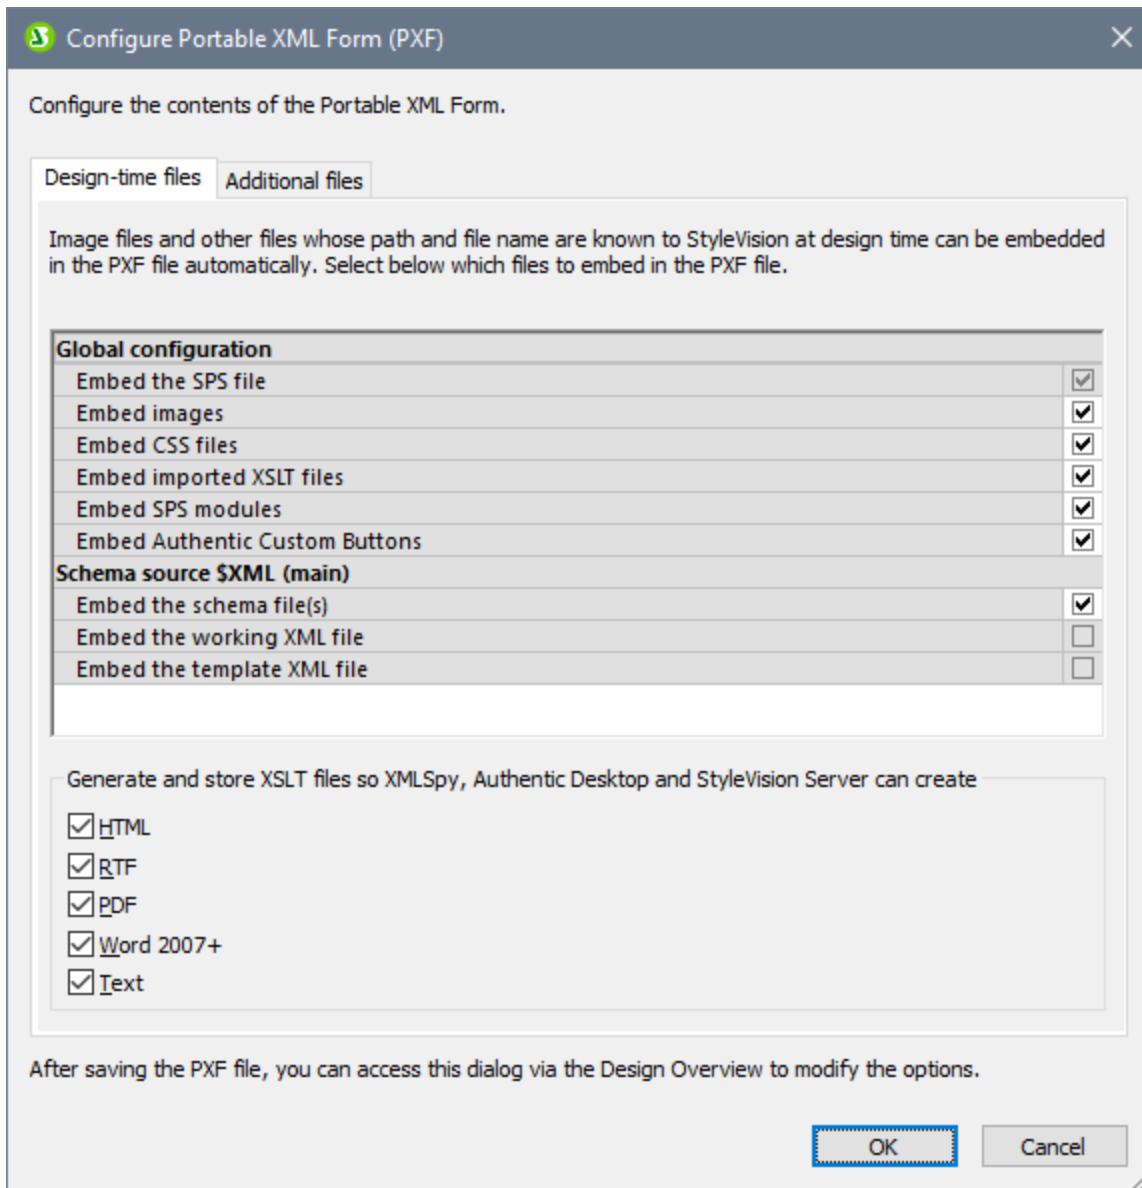 Configure Portable XML Form (PXF)
Configure the contents of the Portable XML Form.
Design-time files
Additional files
Image files and other files whose path and file name are known to StyleVision at design time can be embedded
in the PXF file automatically. Select below which files to embed in the PXF file.
Global configuration
Embed the SPS file
Embed images
Embed CSS files
Embed imported XSLT files
Embed SPS modules
Embed Authentic Custom Buttons
Schema source $XML (main)
Embed the schema file(s)
Embed the working XML file
Embed the template XML file
Generate and store XSLT files so XMLSpy, Authentic Desktop and StyleVision Server can create
HTML
RTF
PDF
Word 2007+
Text
After saving the PXF file, you can access this dialog via the Design Overview to modify the options.
OK
Cancel